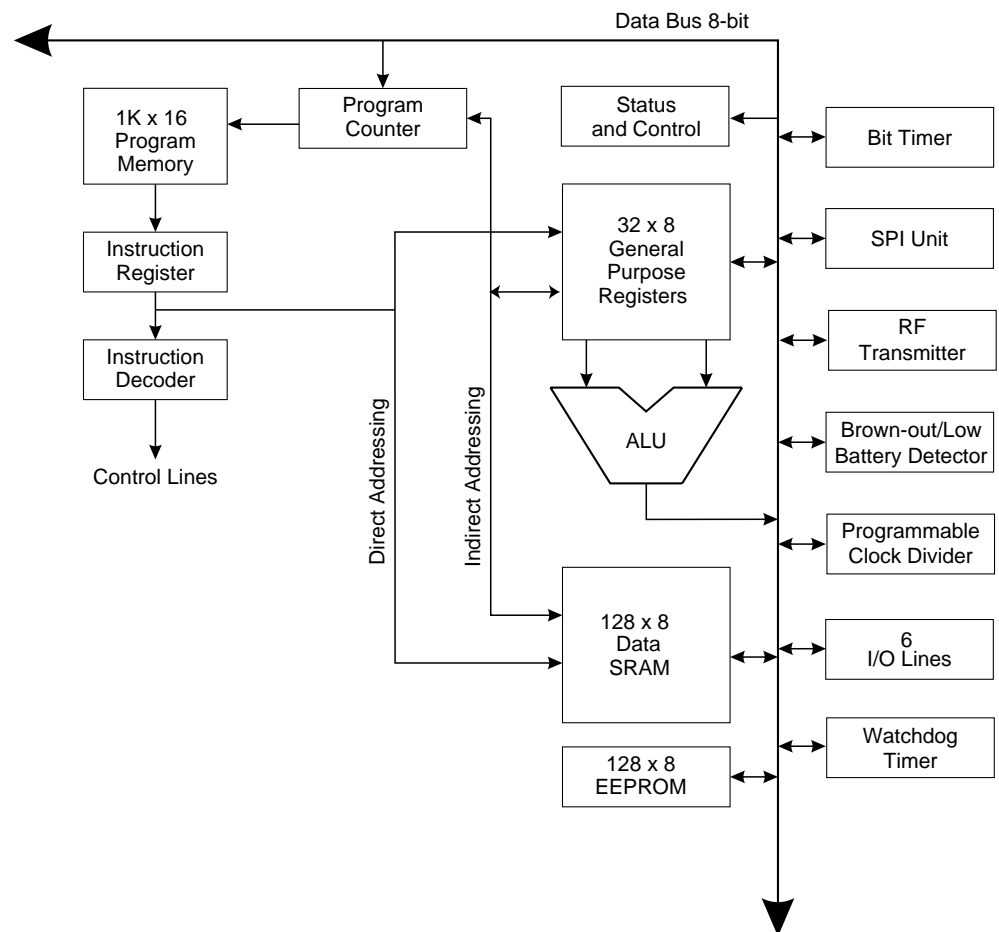 Data Bus 8-bit
1K x 16
Program
Memory
Program
Counter
Status
and Control
Bit Timer
Instruction
Register
32 x 8
General
Purpose
Registers
SPI Unit
Instruction
Decoder
RF
Transmitter
Control Lines
Direct Addressing
Indirect Addressing
ALU
Brown-out/Low
Battery Detector
Programmable
Clock Divider
128 x 8
Data
SRAM
6
I/O Lines
128 x 8
EEPROM
Watchdog
Timer